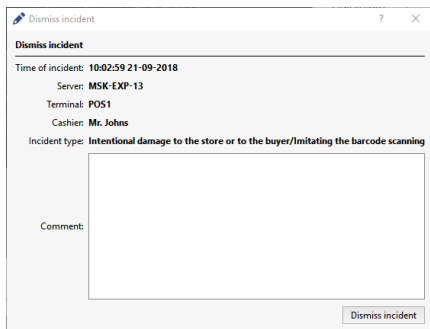 Dismiss incident
?
Dismiss incident
Time of incident: 10:02:59 21-09-2018
Server: MSK-EXP-13
Terminal: POS1
Cashier: Mr. Johns
Incident type: Intentional damage to the store or to the buyer/Imitating the barcode scanning
Comment:
Dismiss incident